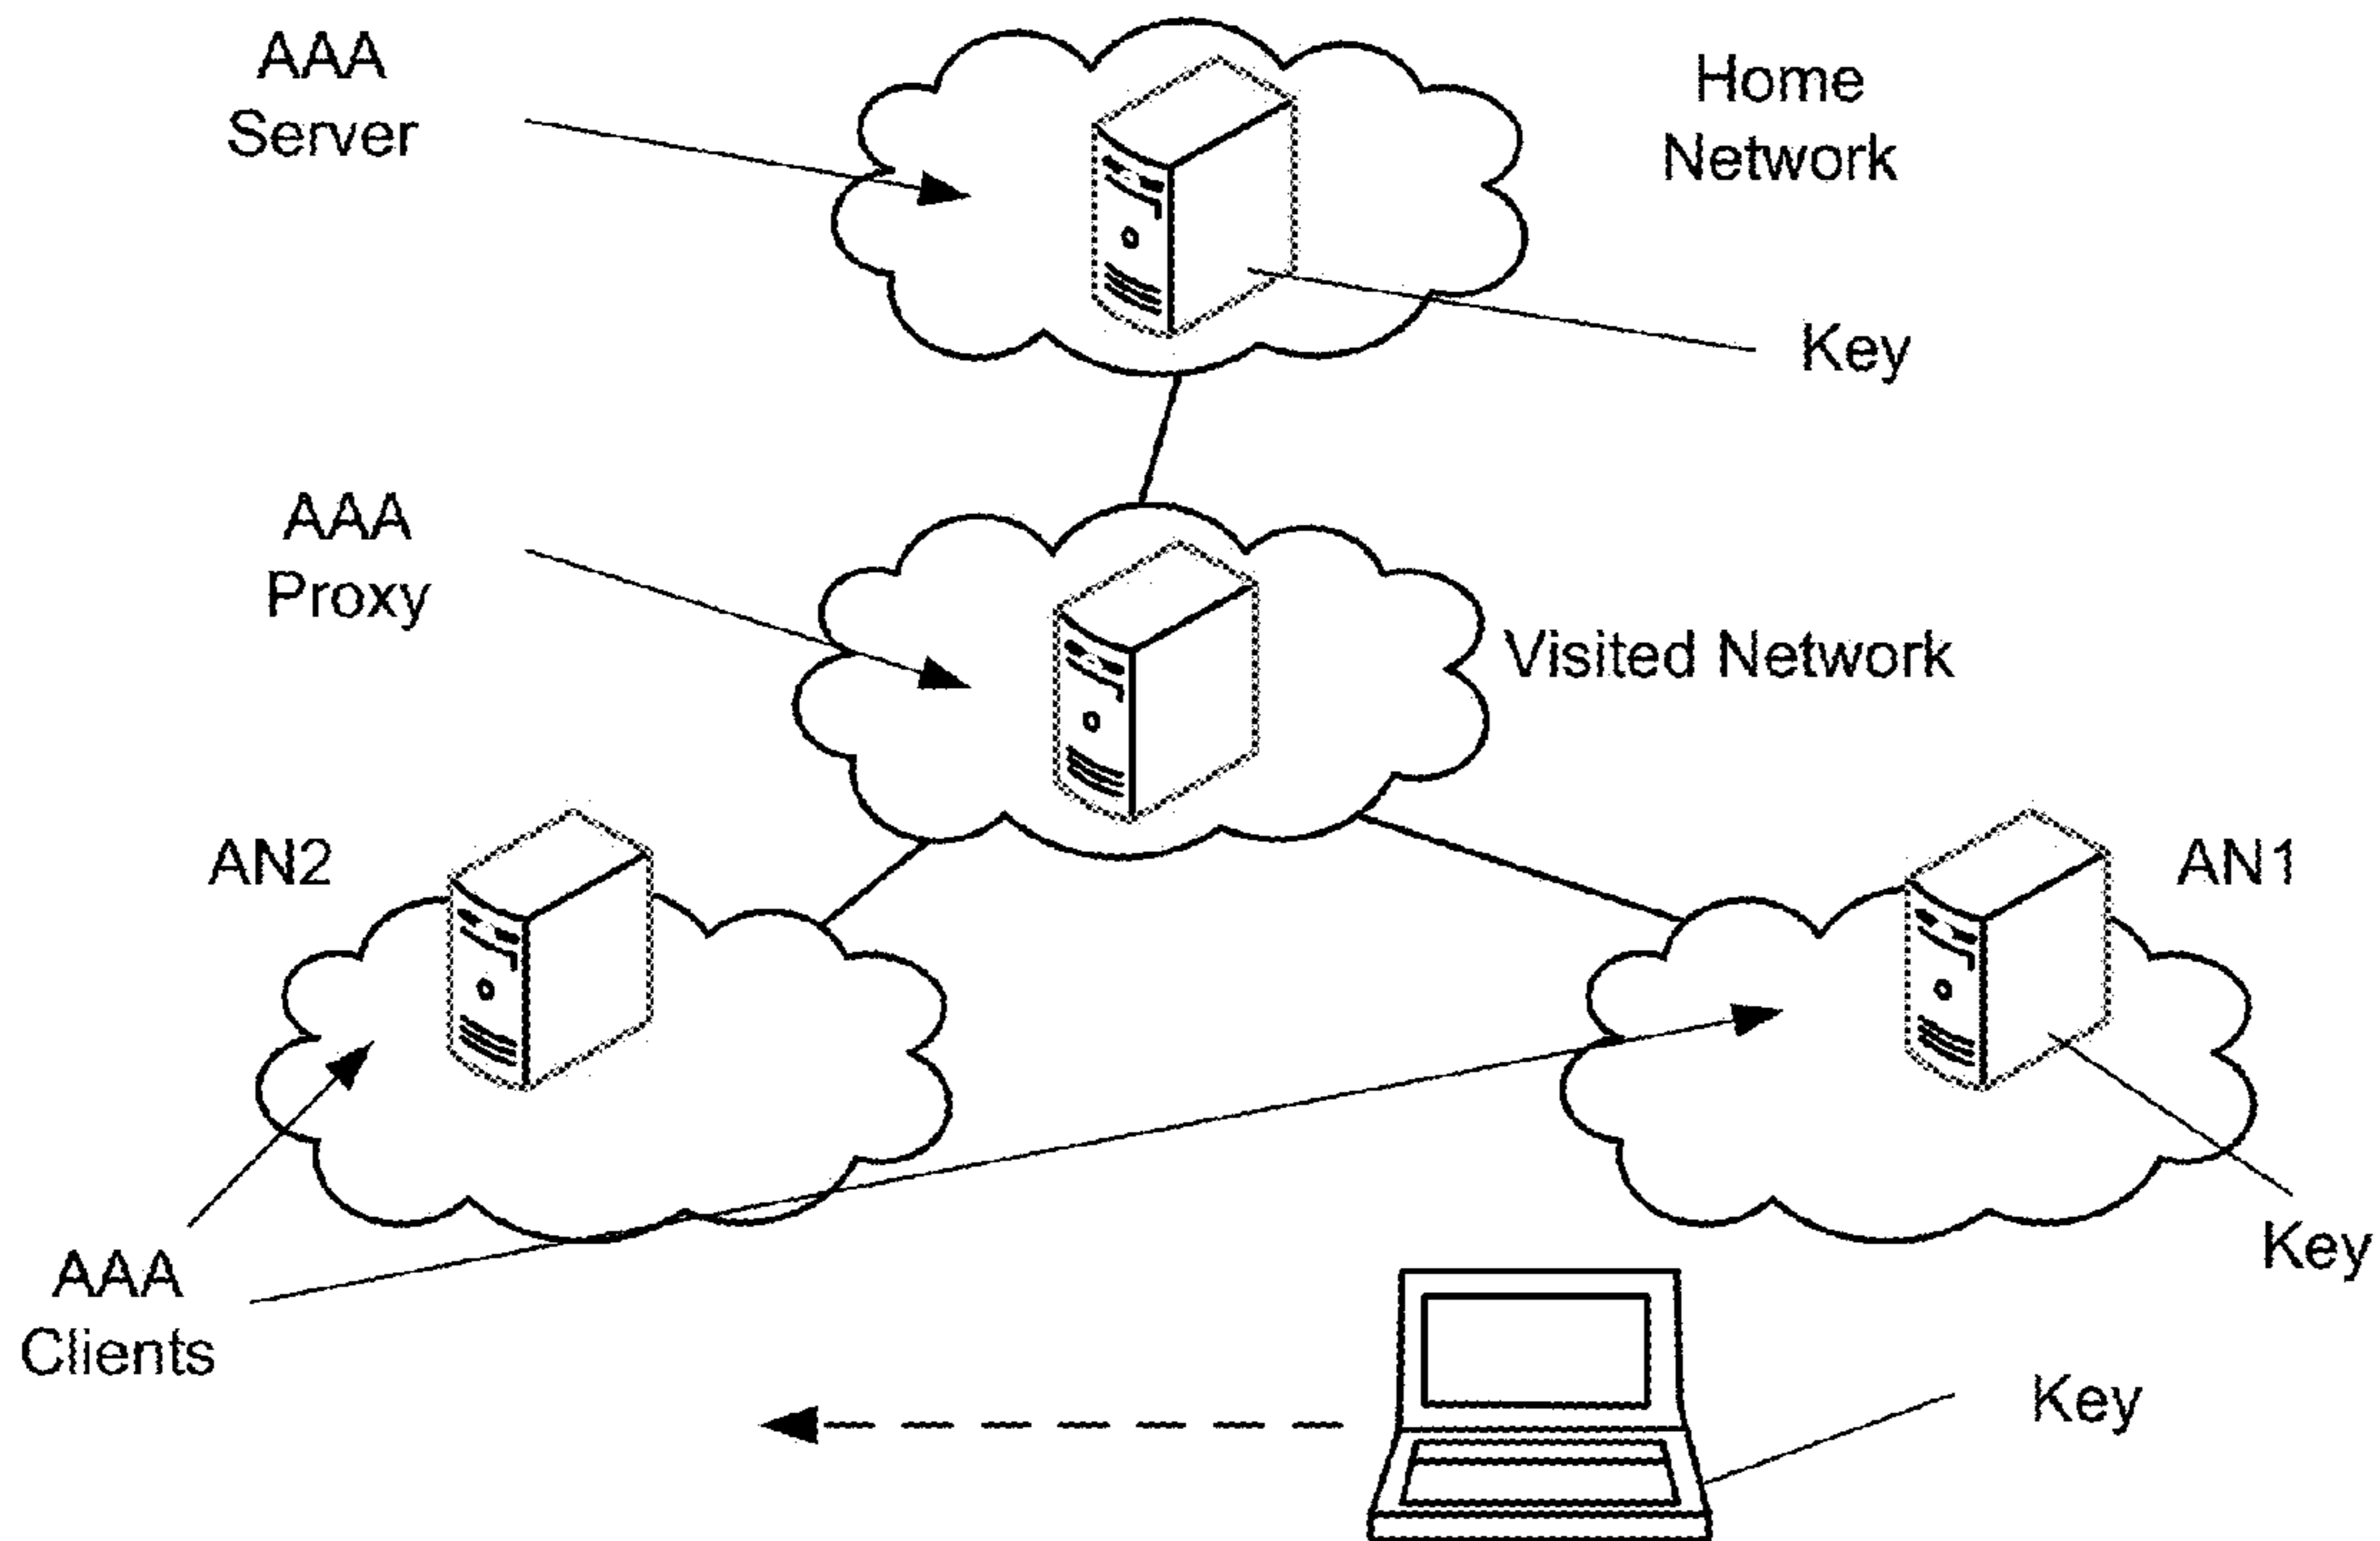 AAA
Server
Home
Network
Key
AAA
Proxy
Visited Network
AN2
AN1
Key
AAA
Clients
Key